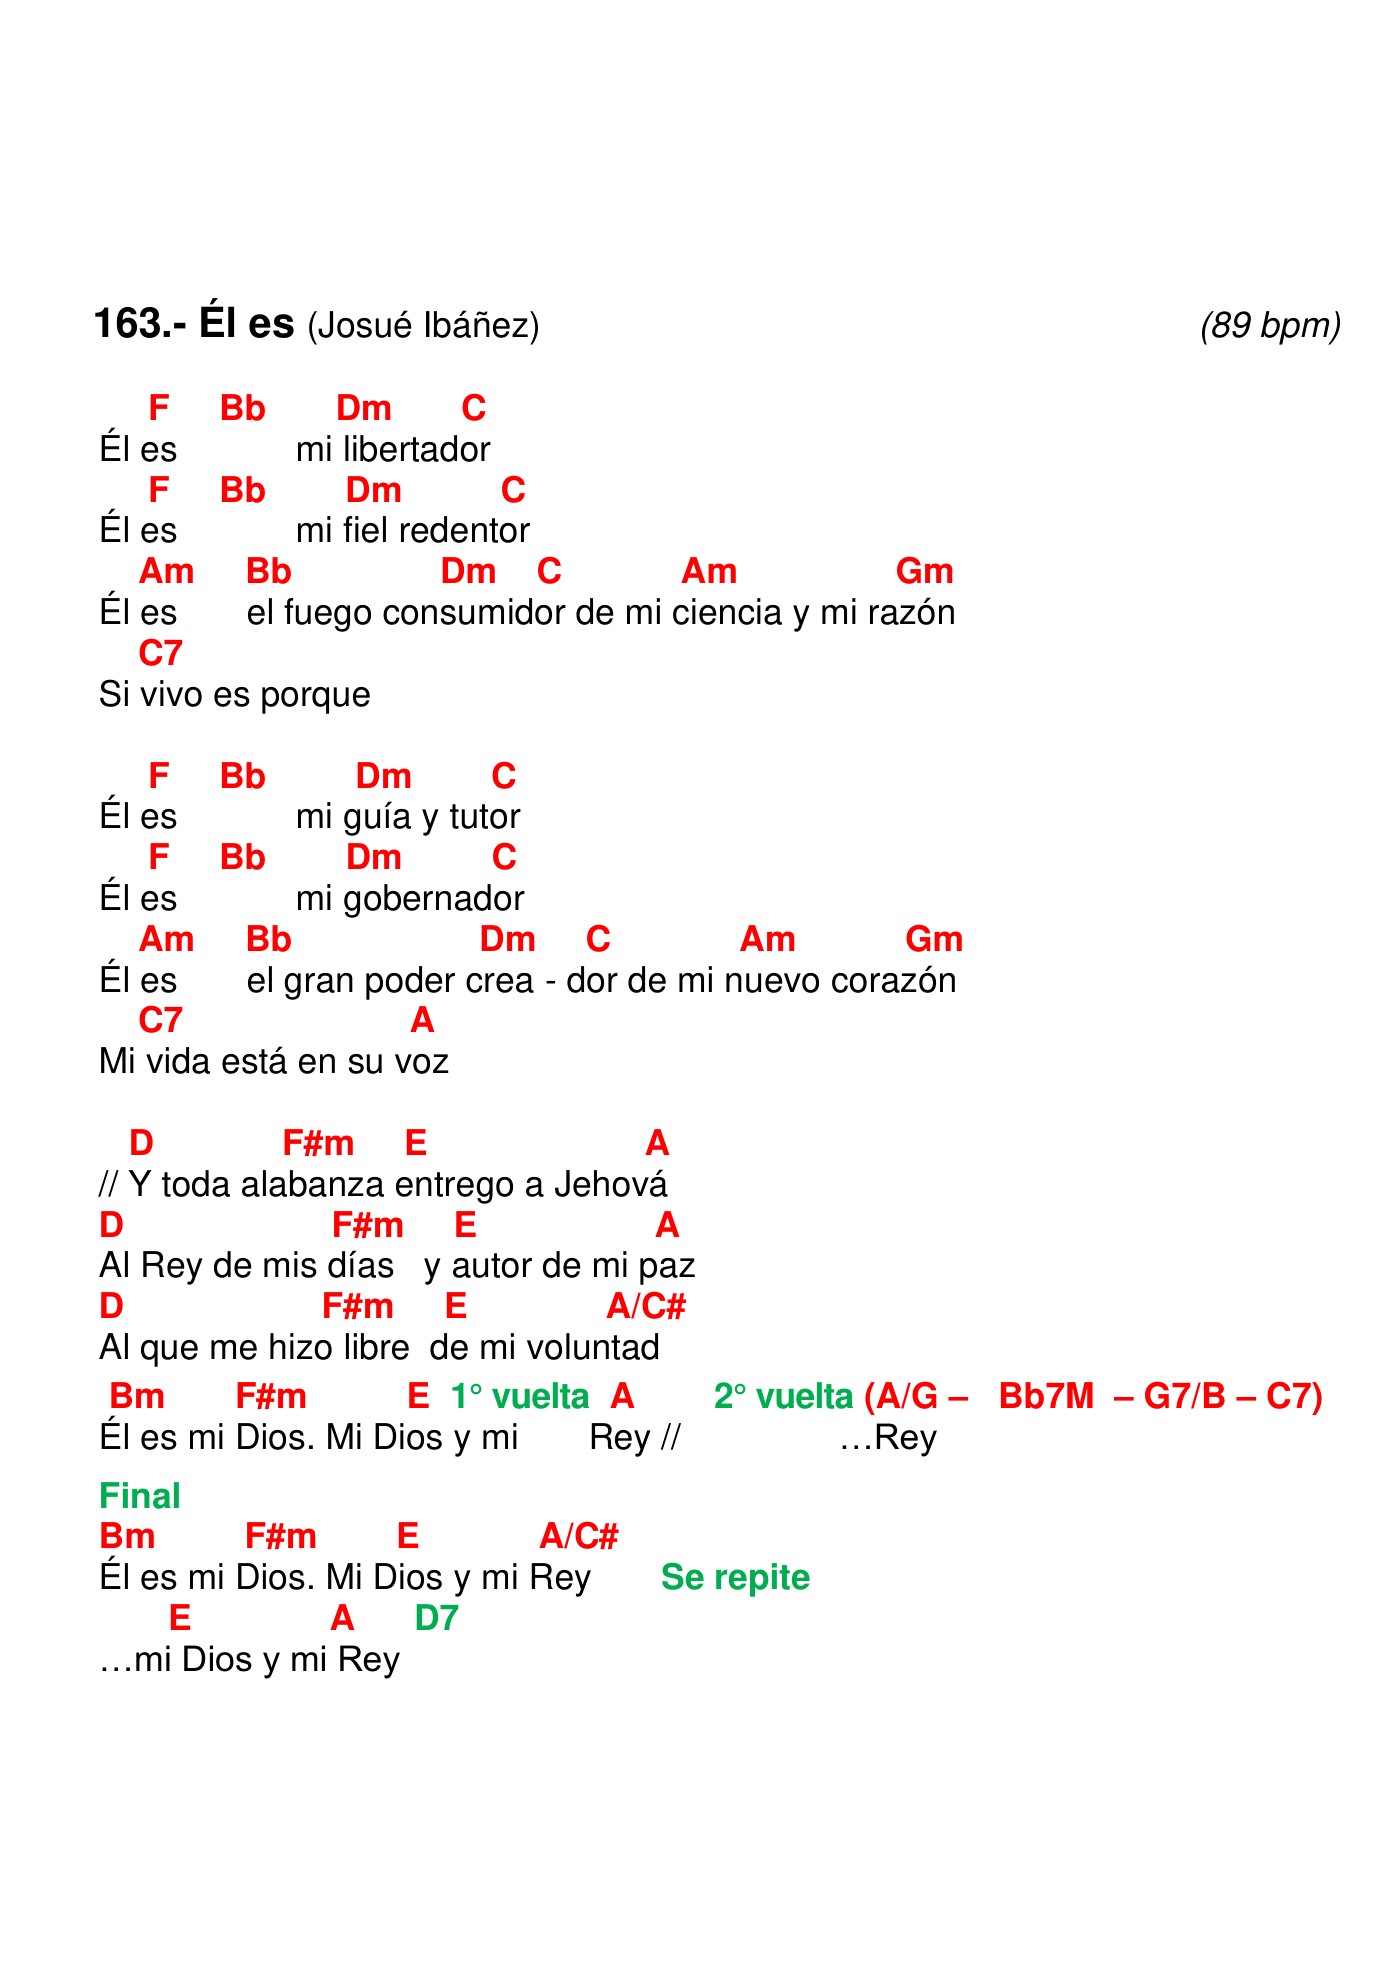 163.- Él es (Josué Ibáñez) (89 bpm)
F Bb Dm C
Él es mi libertador
F Bb Dm C
Él es mi fiel redentor
Am Bb Dm C Am Gm
Él es el fuego consumidor de mi ciencia y mi razón
C7
Si vivo es porque
F Bb Dm C
Él es mi guía y tutor
F Bb Dm C
Él es mi gobernador
Am Bb Dm C Am Gm
Él es el gran poder crea - dor de mi nuevo corazón
C7 A
Mi vida está en su voz
D F#m E A
// Y toda alabanza entrego a Jehová
D F#m E A
Al Rey de mis días y autor de mi paz
D F#m E A/C#
Al que me hizo libre de mi voluntad
Bm F#m E 1° vuelta A 2° vuelta (A/G – Bb7M – G7/B – C7)
Él es mi Dios. Mi Dios y mi Rey // …Rey
Final
Bm F#m E A/C#
Él es mi Dios. Mi Dios y mi Rey Se repite
E A D7
…mi Dios y mi Rey